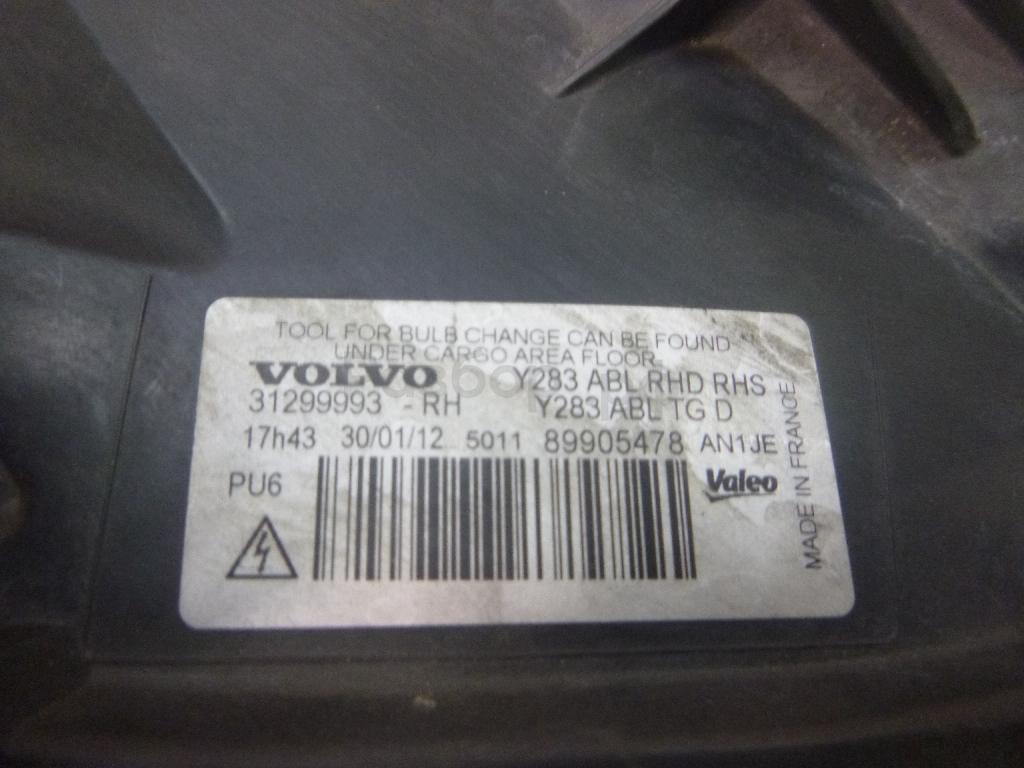 TOOL FOR BULB CHANGE CAN BE FOUND
UNDER CARGO AREA FLOOR
VOLVO Y283 ABL RHD RHS
31299993 - RH Y283 ABL TG D
17h43 30/01/12 5011 89905478 AN1JE
PU6
Valeo
MADE IN FRANCE